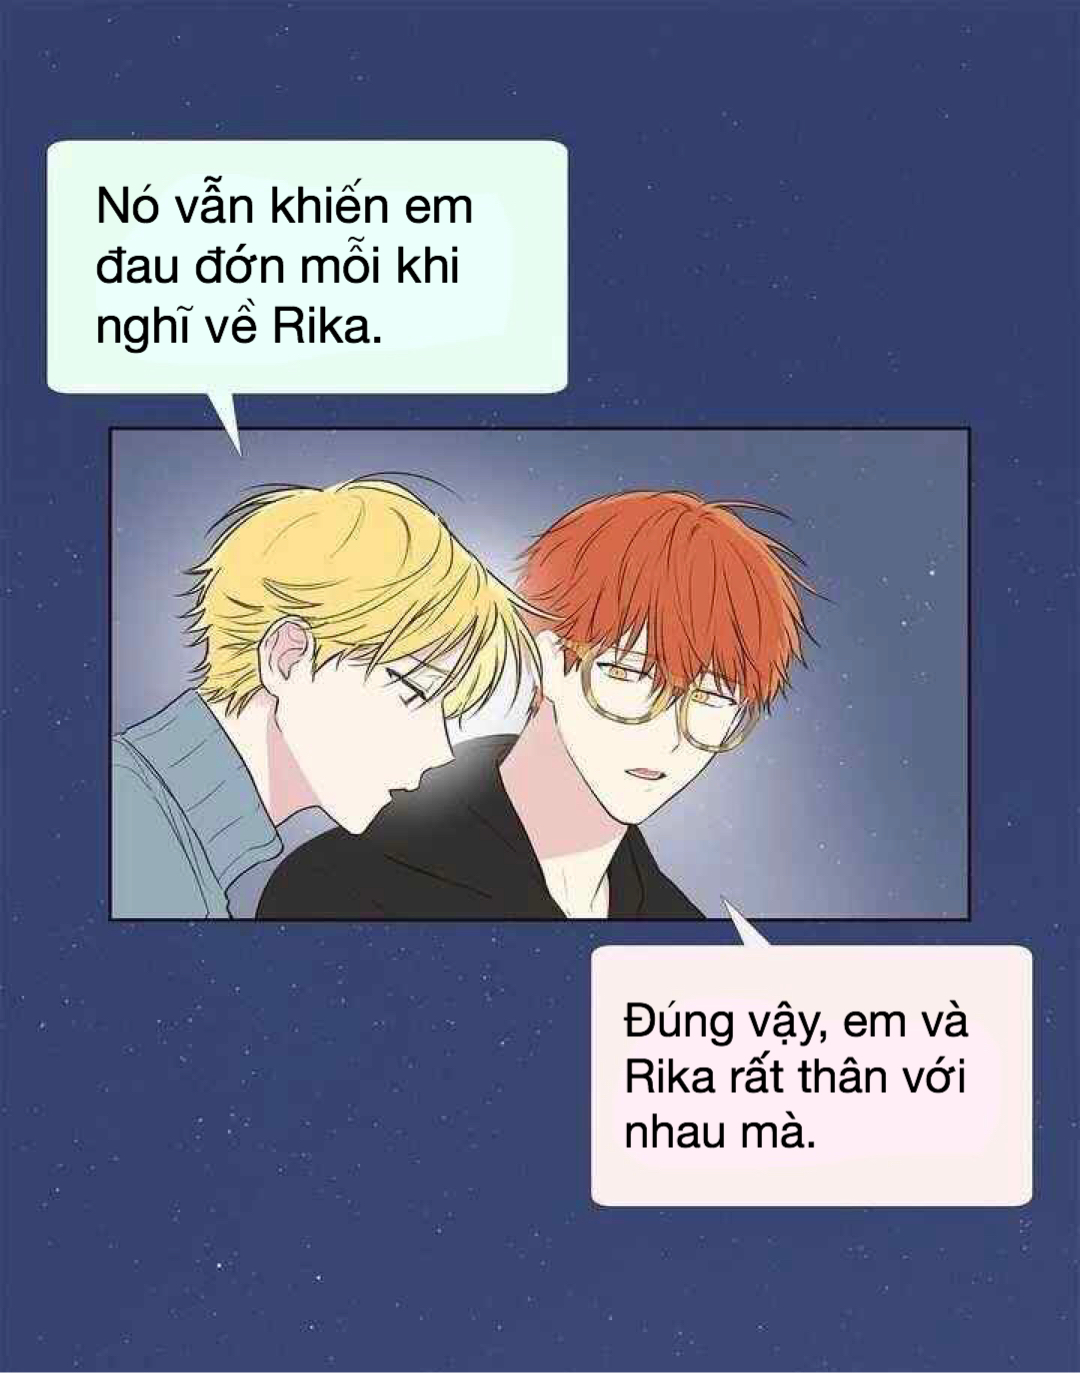 Nó vẫn khiến em
đau đớn mỗi khi
nghĩ về Rika.
Đúng vậy, em và
Rika rất thân với
nhau mà.